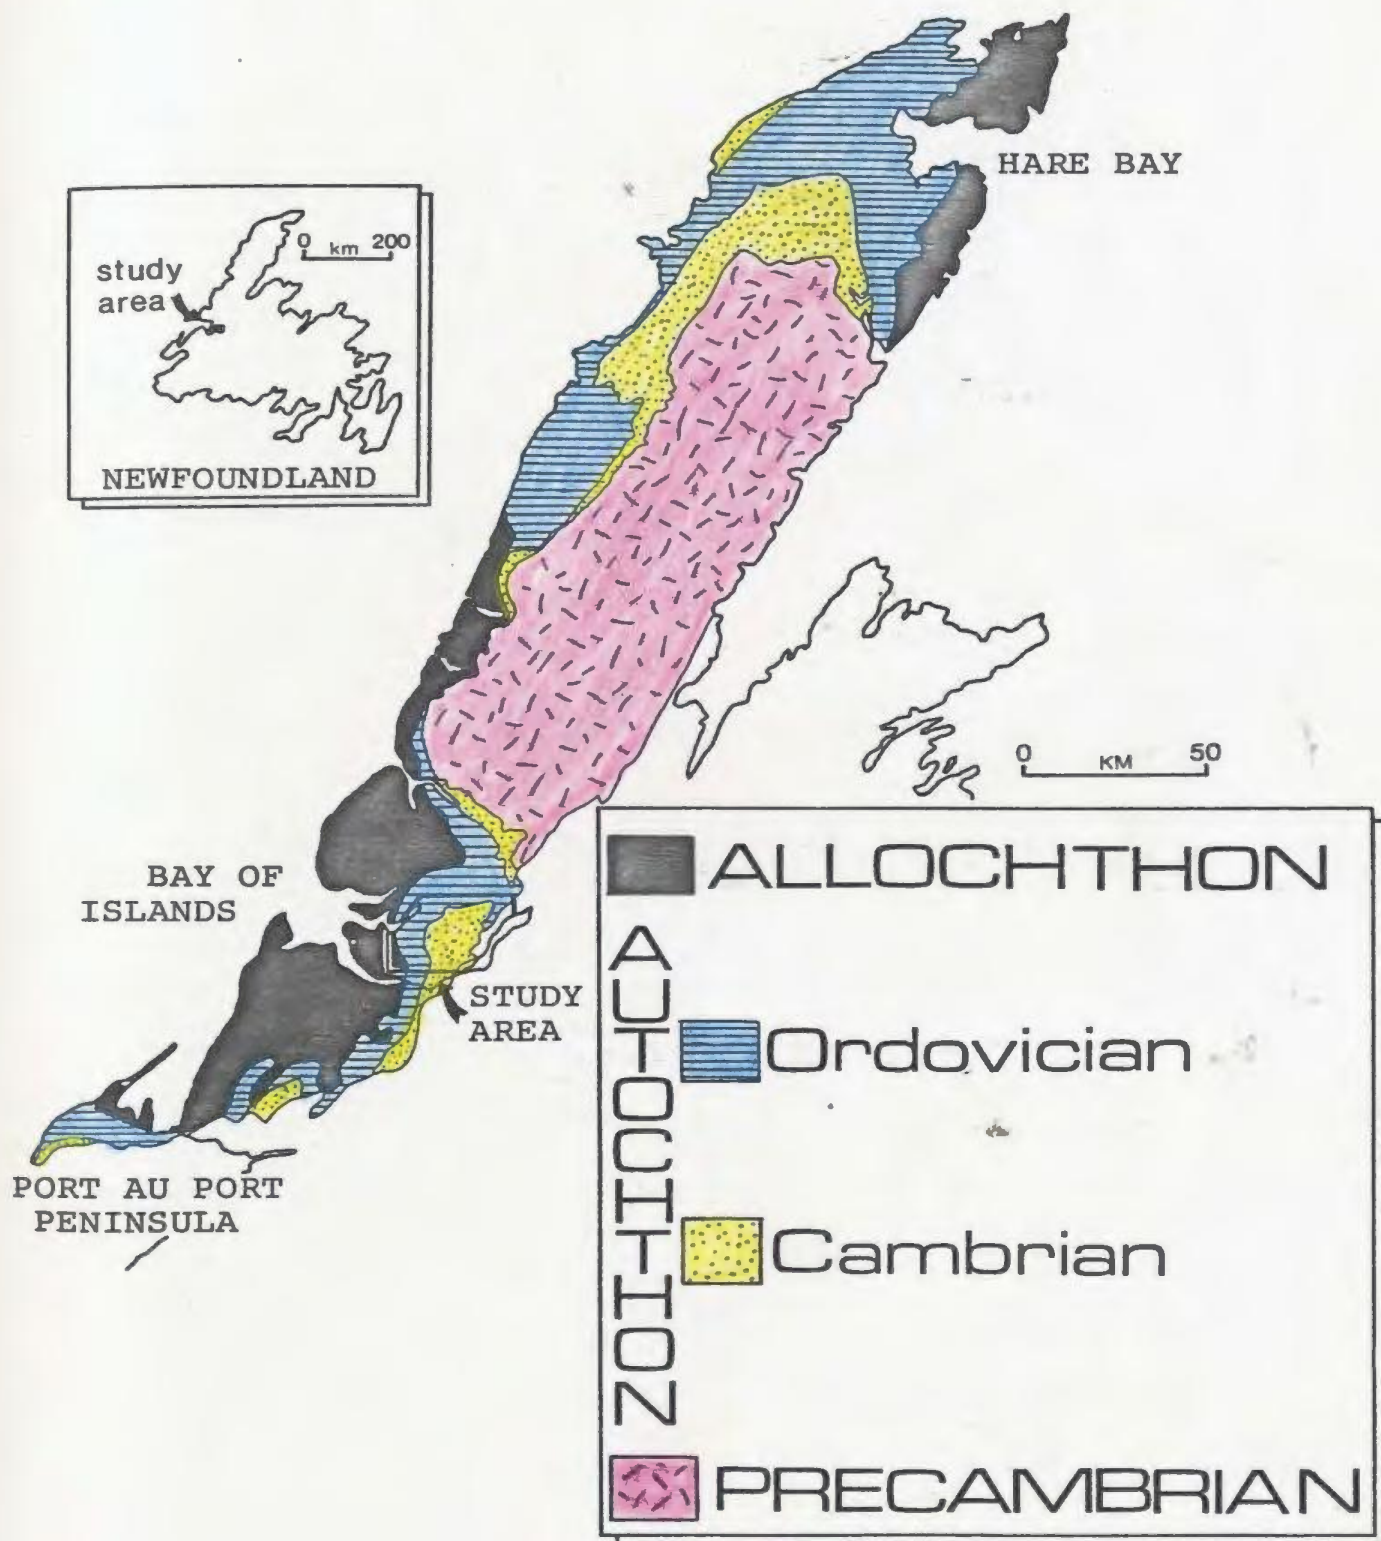 HARE BAY
0 km 200
study
area
NEWFOUNDLAND
0 KM 50
BAY OF
ISLANDS
STUDY
AREA
PORT AU PORT
PENINSULA
ALLOCHTHON
AUTOCHTHON
Ordovician
Cambrian
PRECAMBRIAN